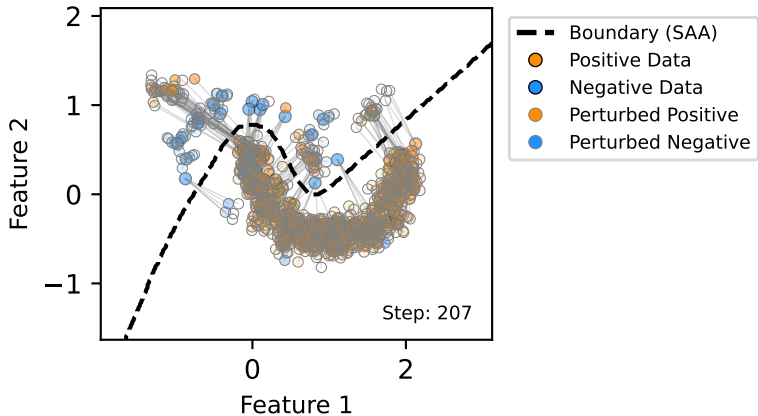 2
1
0
−1
Feature 2
0
2
Feature 1
Step: 207
Boundary (SAA)
Positive Data
Negative Data
Perturbed Positive
Perturbed Negative